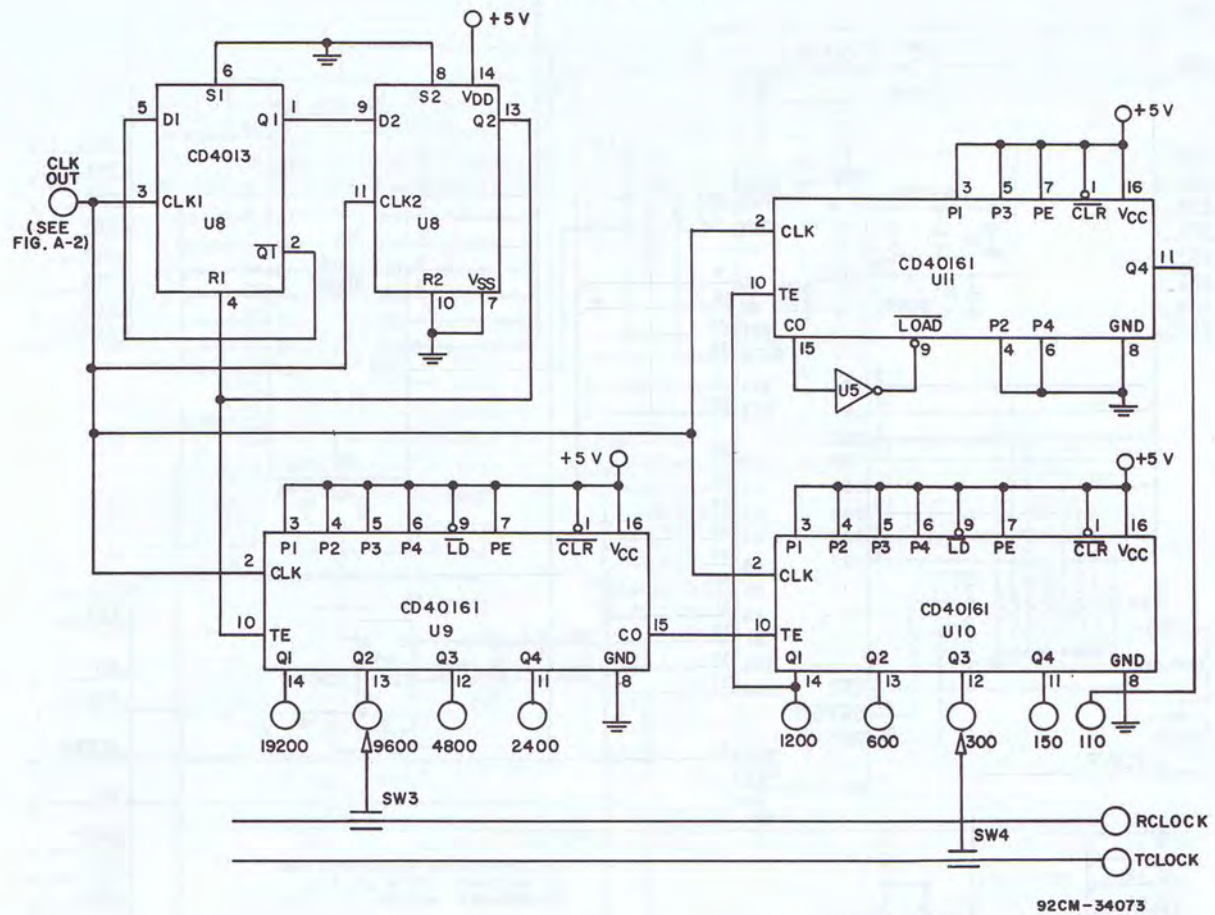 +5V
6
8
14
S1
S2
VDD
5
D1
Q1
1
9
D2
Q2
13
CD4013
CLK
OUT
3
CLK1
11
CLK2
(SEE
FIG. A-2)
U8
U8
Q1
2
R1
R2
VSS
4
10
7
+5V
3
5
7
1
16
P1
P3
PE
CLR
VCC
2
CLK
CD40161
U11
Q4
11
10
TE
CO
LOAD
P2
P4
GND
15
9
4
6
8
U5
+5V
3
4
5
6
9
7
1
16
P1
P2
P3
P4
LD
PE
CLR
VCC
2
CLK
CD40161
U9
10
TE
CO
15
Q1
Q2
Q3
Q4
GND
14
13
12
11
8
19200
9600
4800
2400
+5V
3
4
5
6
9
7
1
16
P1
P2
P3
P4
LD
PE
CLR
VCC
2
CLK
CD40161
U10
10
TE
Q1
Q2
Q3
Q4
GND
14
13
12
11
8
1200
600
300
150
110
SW3
RCLOCK
SW4
TCLOCK
92CM-34073